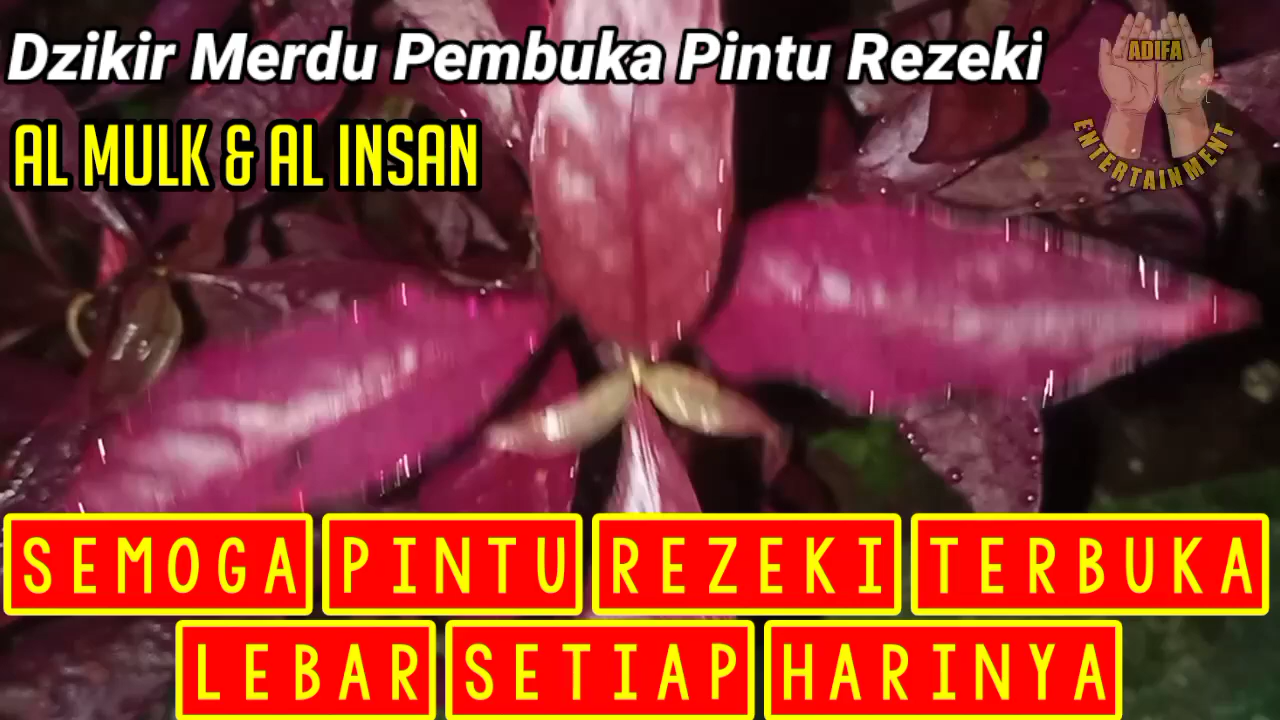 Dzikir Merdu Pembuka Pintu Rezeki
AL MULK & AL INSAN
ADIFA
ENTERTAINMENT
SEMOGA PINTU REZEKI TERBUKA
LEBAR SETIAP HARINYA